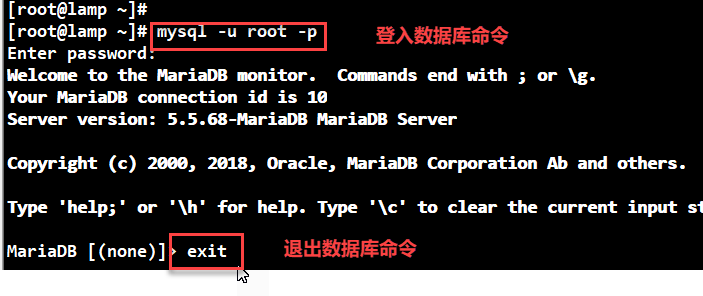 [root@lamp ~]#
[root@lamp ~]# mysql -u root -p 登入数据库命令
Enter password:
Welcome to the MariaDB monitor.  Commands end with ; or \g.
Your MariaDB connection id is 10
Server version: 5.5.68-MariaDB MariaDB Server
Copyright (c) 2000, 2018, Oracle, MariaDB Corporation Ab and others.
Type 'help;' or '\h' for help. Type '\c' to clear the current input st
MariaDB [(none)]> exit 退出数据库命令